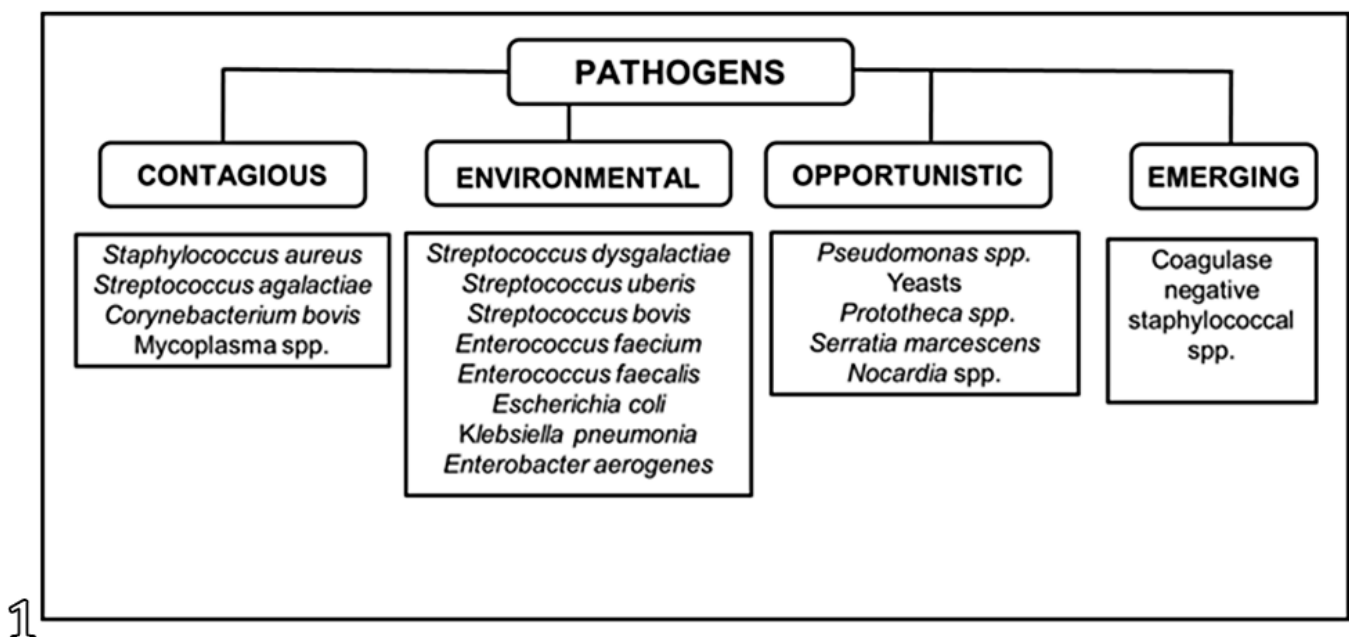 PATHOGENS
CONTAGIOUS
ENVIRONMENTAL
OPPORTUNISTIC
EMERGING
Staphylococcus aureus
Streptococcus agalactiae
Corynebacterium bovis
Mycoplasma spp.
Streptococcus dysgalactiae
Streptococcus uberis
Streptococcus bovis
Enterococcus faecium
Enterococcus faecalis
Escherichia coli
Klebsiella pneumonia
Enterobacter aerogenes
Pseudomonas spp.
Yeasts
Prototheca spp.
Serratia marcescens
Nocardia spp.
Coagulase
negative
staphylococcal
spp.
1